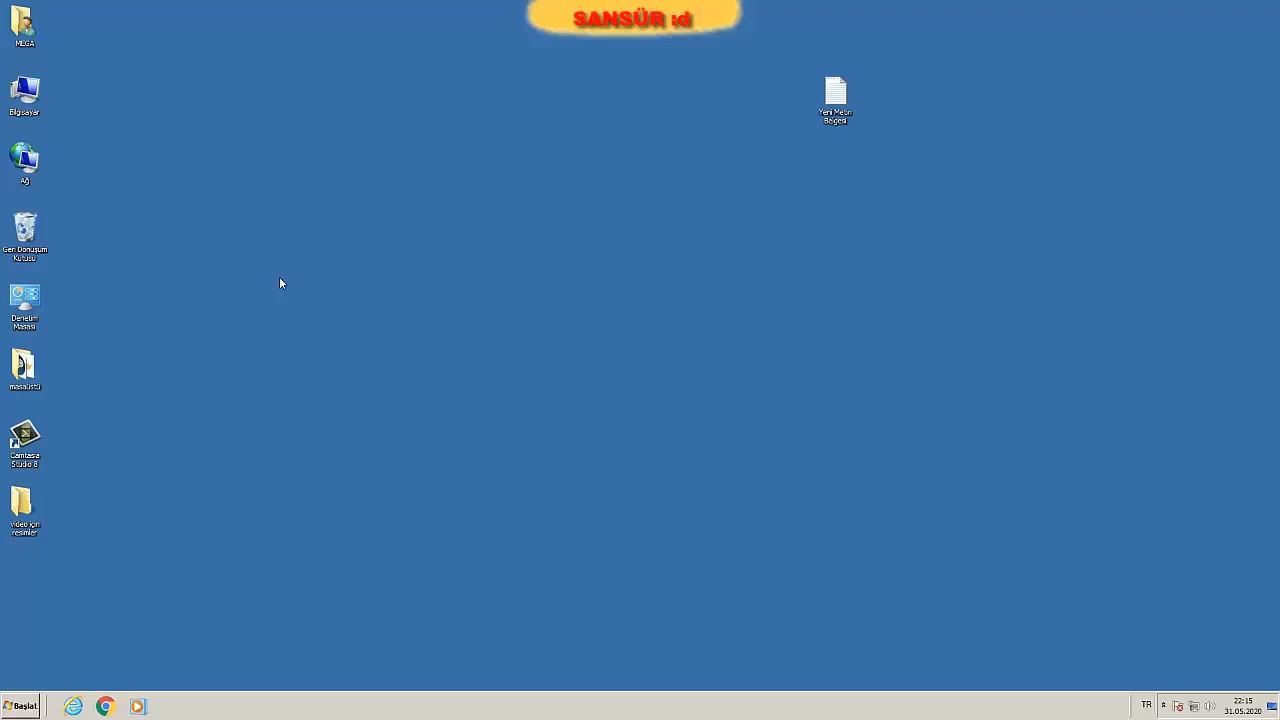 SANSÜR :d
MEGA
Bilgisayar
Ağ
Geri Dönüşüm
Kutusu
Denetim
Masası
masaüstü
Camtasia
Studio 8
video için
resimler
Yeni Metin
Belgesi
Başlat
TR
22:15
31.05.2020